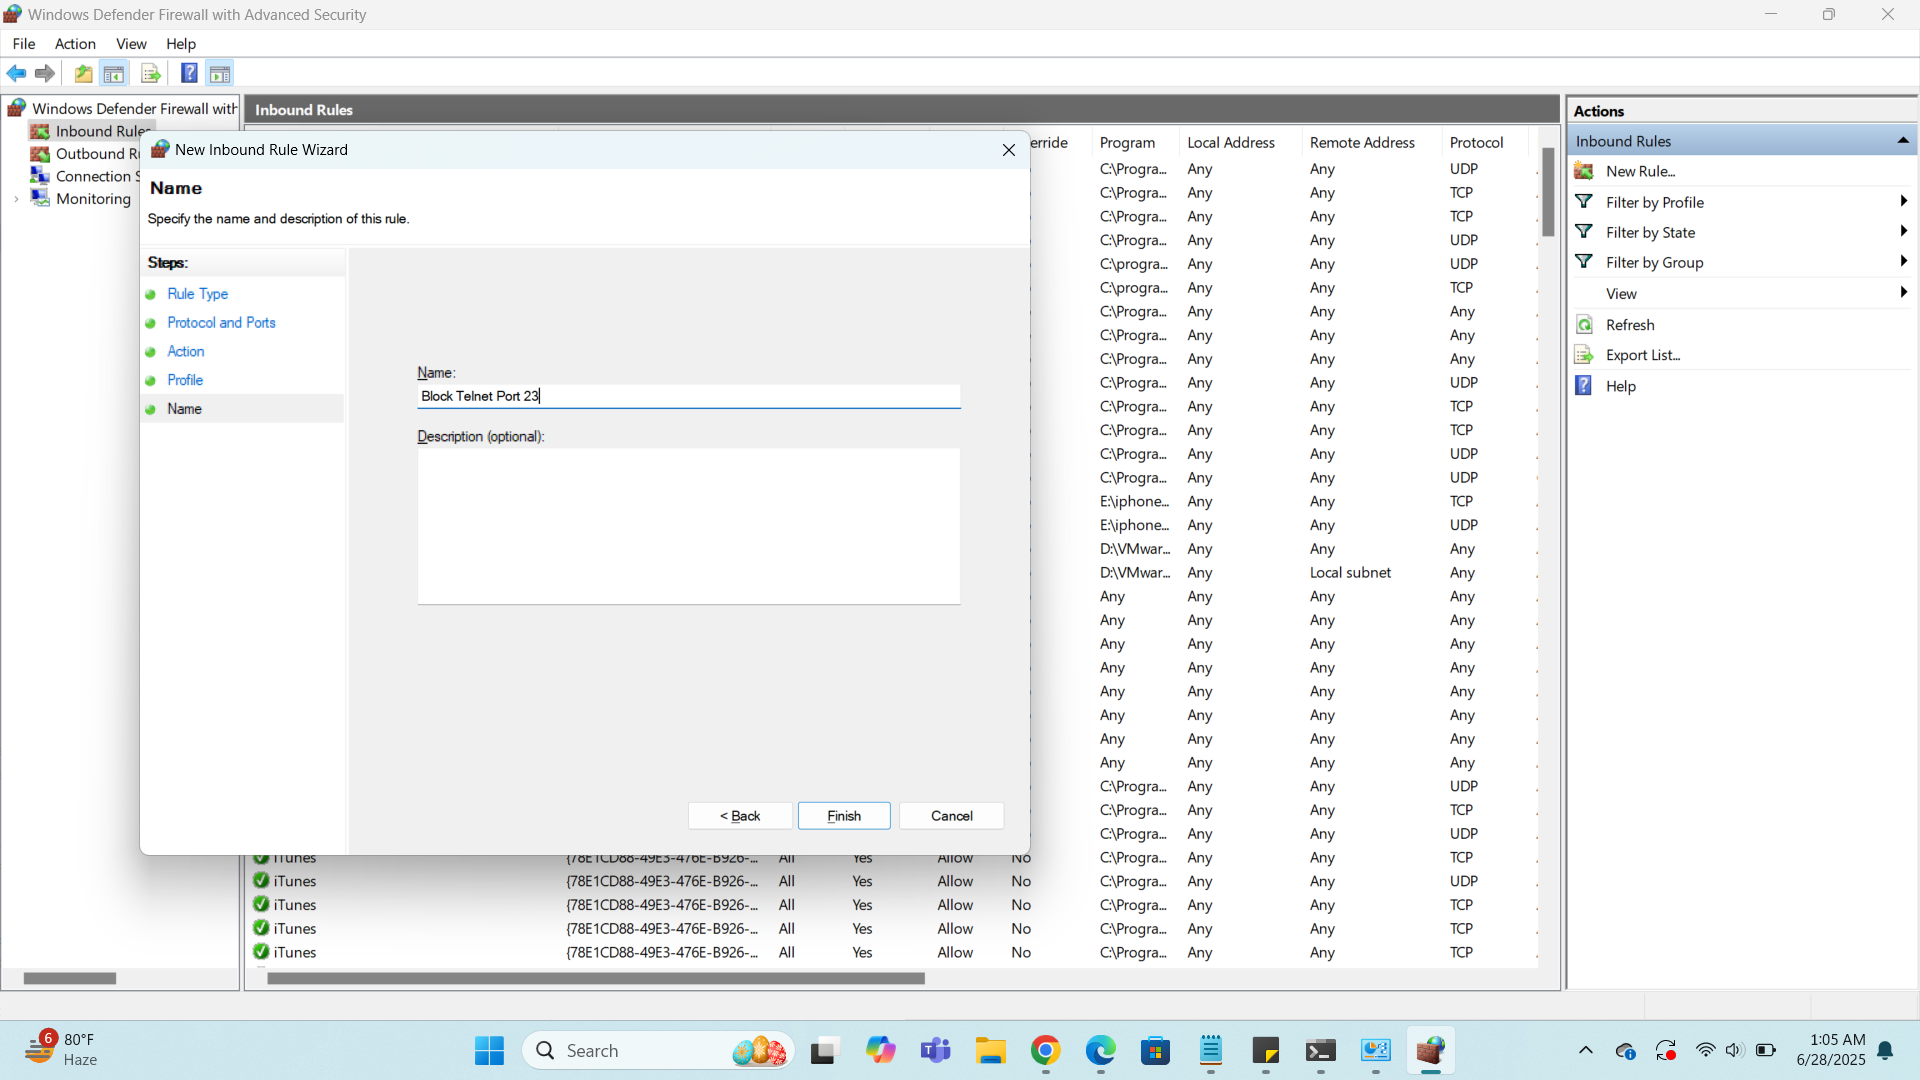 Windows Defender Firewall with Advanced Security
File Action View Help
Windows Defender Firewall with
Inbound Rules
Outbound Ru
Connection S
Monitoring
Inbound Rules
New Inbound Rule Wizard
Name
Specify the name and description of this rule.
Steps:
Rule Type
Protocol and Ports
Action
Profile
Name
Name:
Block Telnet Port 23
Description (optional):
< Back Finish Cancel
erride Program Local Address Remote Address Protocol
C:\Progra... Any Any UDP
C:\Progra... Any Any TCP
C:\Progra... Any Any TCP
C:\Progra... Any Any UDP
C:\progra... Any Any UDP
C:\progra... Any Any TCP
C:\Progra... Any Any Any
C:\Progra... Any Any Any
C:\Progra... Any Any Any
C:\Progra... Any Any UDP
C:\Progra... Any Any TCP
C:\Progra... Any Any TCP
C:\Progra... Any Any UDP
C:\Progra... Any Any UDP
E:\iphone... Any Any TCP
E:\iphone... Any Any UDP
D:\VMwar... Any Any Any
D:\VMwar... Any Local subnet Any
Any Any Any Any
Any Any Any Any
Any Any Any Any
Any Any Any Any
Any Any Any Any
Any Any Any Any
Any Any Any Any
Any Any Any Any
C:\Progra... Any Any UDP
C:\Progra... Any Any TCP
C:\Progra... Any Any UDP
iTunes {78E1CD88-49E3-476E-B926-... All Yes Allow No C:\Progra... Any Any TCP
iTunes {78E1CD88-49E3-476E-B926-... All Yes Allow No C:\Progra... Any Any UDP
iTunes {78E1CD88-49E3-476E-B926-... All Yes Allow No C:\Progra... Any Any TCP
iTunes {78E1CD88-49E3-476E-B926-... All Yes Allow No C:\Progra... Any Any TCP
iTunes {78E1CD88-49E3-476E-B926-... All Yes Allow No C:\Progra... Any Any TCP
Actions
Inbound Rules
New Rule...
Filter by Profile
Filter by State
Filter by Group
View
Refresh
Export List...
Help
6
80°F
Haze
Search
1:05 AM
6/28/2025